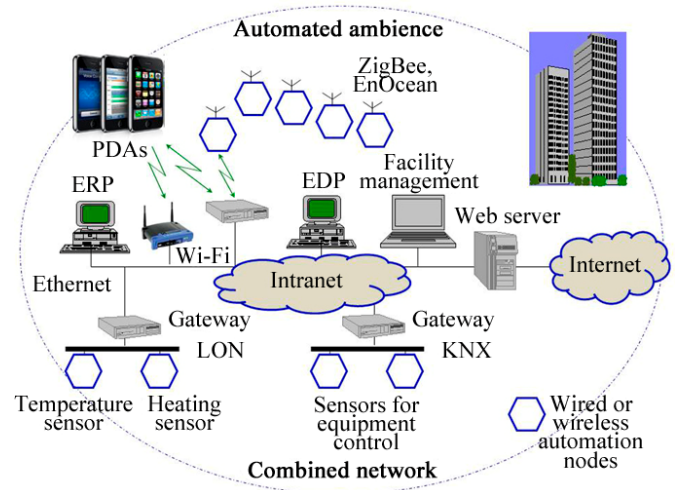 Automated ambience
ZigBee,
EnOcean
PDAs
ERP
EDP
Facility
management
Web server
Wi-Fi
Ethernet
Intranet
Internet
Gateway
LON
Gateway
KNX
Temperature
sensor
Heating
sensor
Sensors for
equipment
control
Wired or
wireless
automation
nodes
Combined network